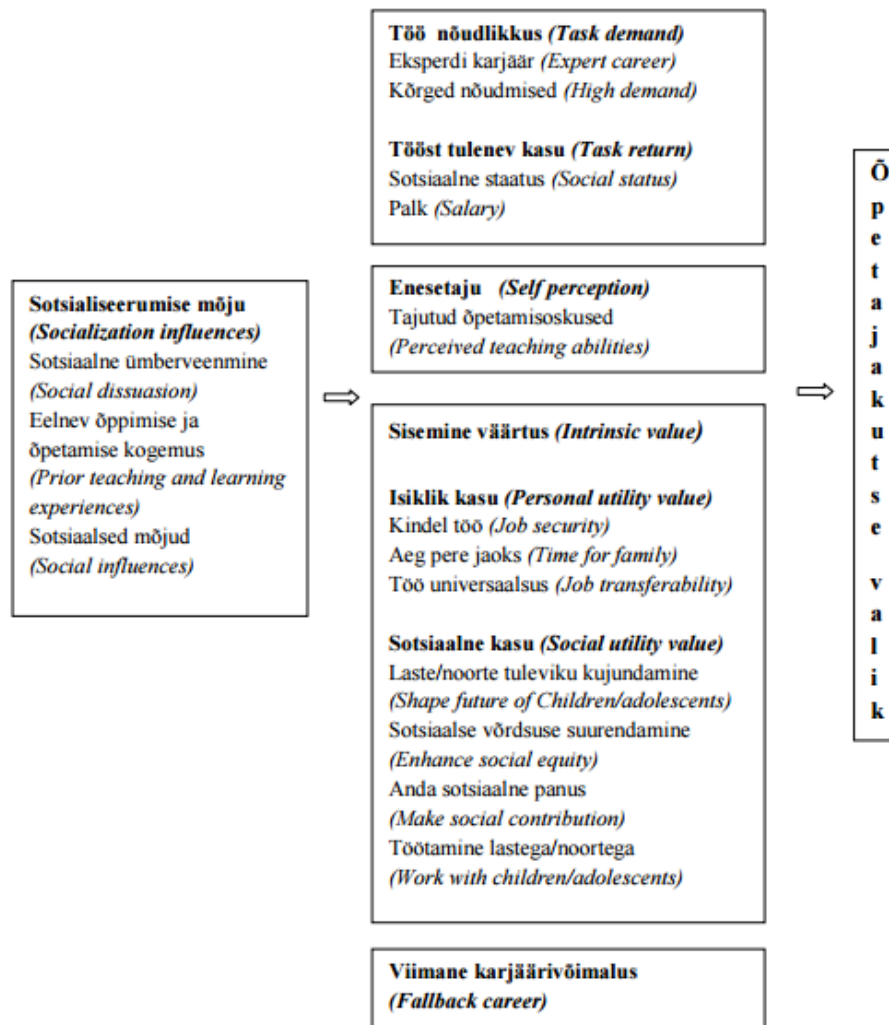 Sotsialiseerumise mõju
(Socialization influences)
Sotsiaalne ümberveenmine
(Social dissuasion)
Eelnev õppimise ja
õpetamise kogemus
(Prior teaching and learning
experiences)
Sotsiaalsed mõjud
(Social influences)
Töö nõudlikkus (Task demand)
Eksperdi karjäär (Expert career)
Kõrged nõudmised (High demand)
Tööst tulenev kasu (Task return)
Sotsiaalne staatus (Social status)
Palk (Salary)
Enesetaju (Self perception)
Tajutud õpetamisoskused
(Perceived teaching abilities)
Sisemine väärtus (Intrinsic value)
Isiklik kasu (Personal utility value)
Kindel töö (Job security)
Aeg pere jaoks (Time for family)
Töö universaalsus (Job transferability)
Sotsiaalne kasu (Social utility value)
Laste/noorte tuleviku kujundamine
(Shape future of Children/adolescents)
Sotsiaalse võrdsuse suurendamine
(Enhance social equity)
Anda sotsiaalne panus
(Make social contribution)
Töötamine lastega/noortega
(Work with children/adolescents)
Viimane karjäärivõimalus
(Fallback career)
Õpetajakutse valik